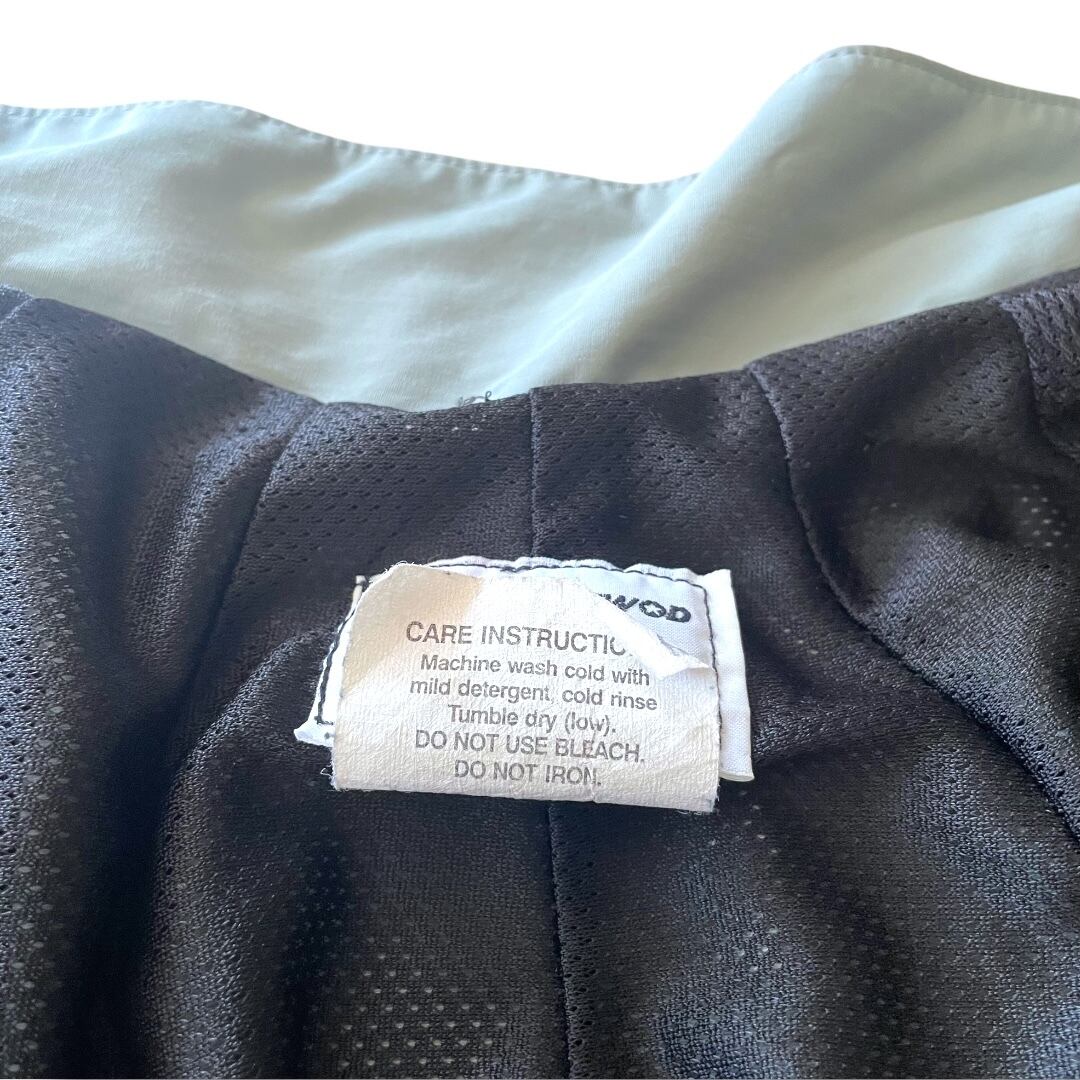 WOD
CARE INSTRUCTIO
Machine wash cold with
mild detergent, cold rinse
Tumble dry (low).
DO NOT USE BLEACH.
DO NOT IRON.